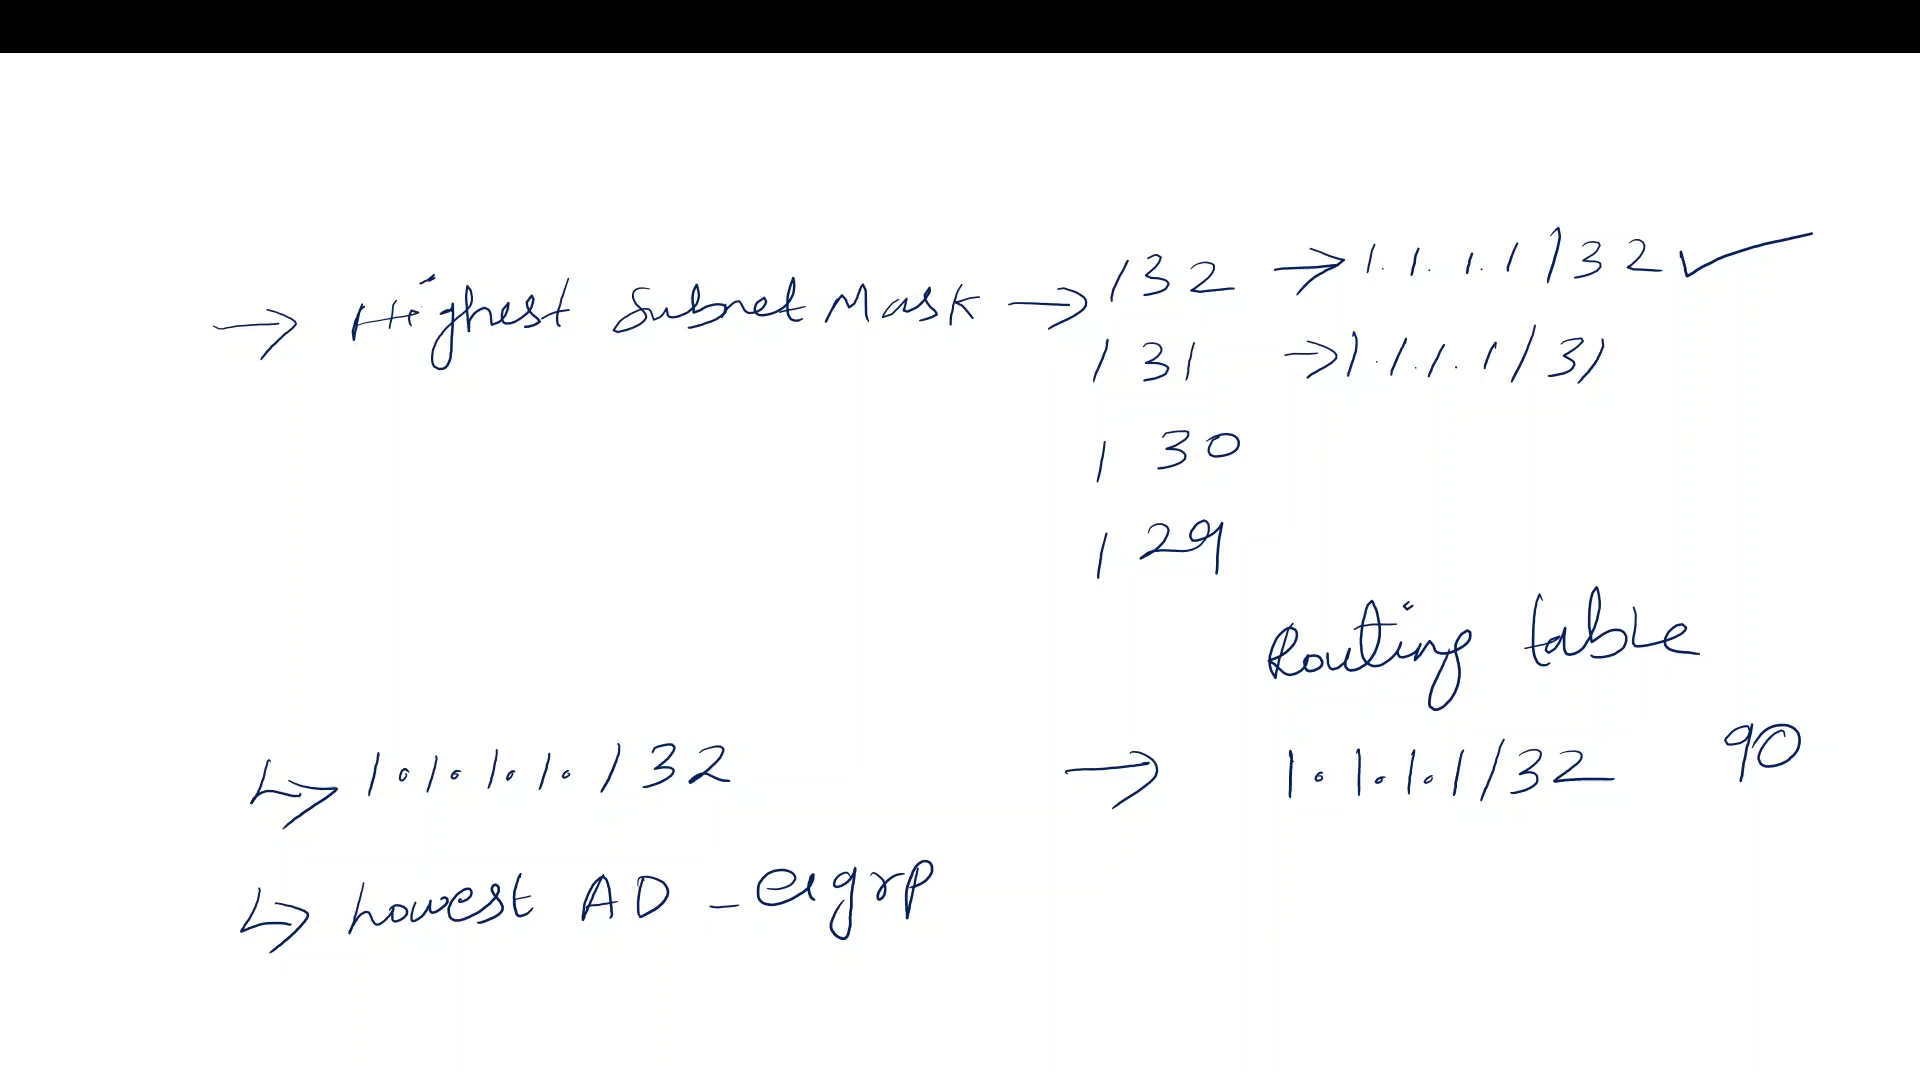 → Highest Subnet Mask → /32 → 1.1.1.1/32 ✓
/31 → 1.1.1.1/31
/30
/29
Routing table
↳ 1.1.1.1./32 → 1.1.1.1/32 90
↳ Lowest AD - eigrp